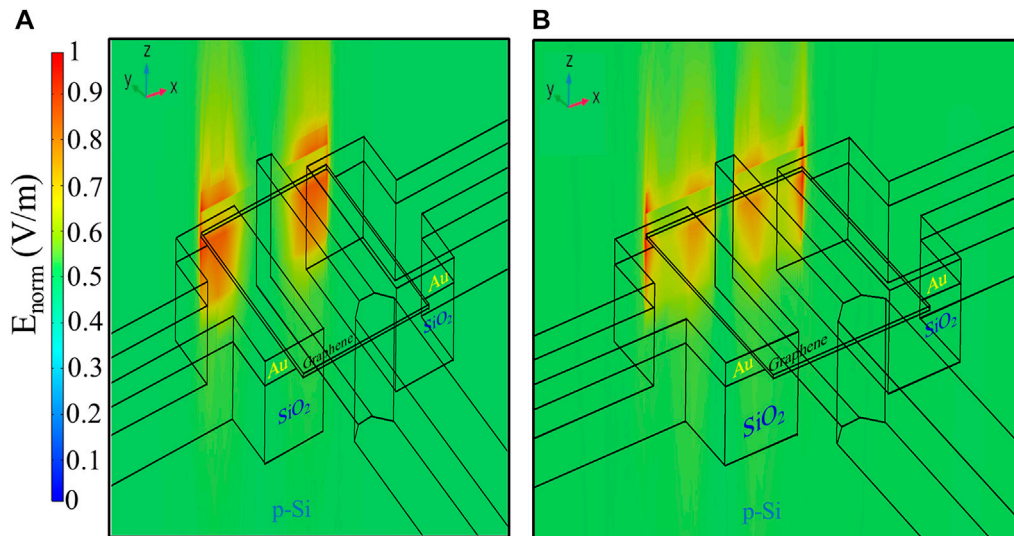 A
B
E_norm (V/m)
1
0.9
0.8
0.7
0.6
0.5
0.4
0.3
0.2
0.1
0
z
y
x
Au
SiO₂
Graphene
Au
SiO₂
p-Si
z
y
x
Au
SiO₂
Graphene
Au
SiO₂
p-Si